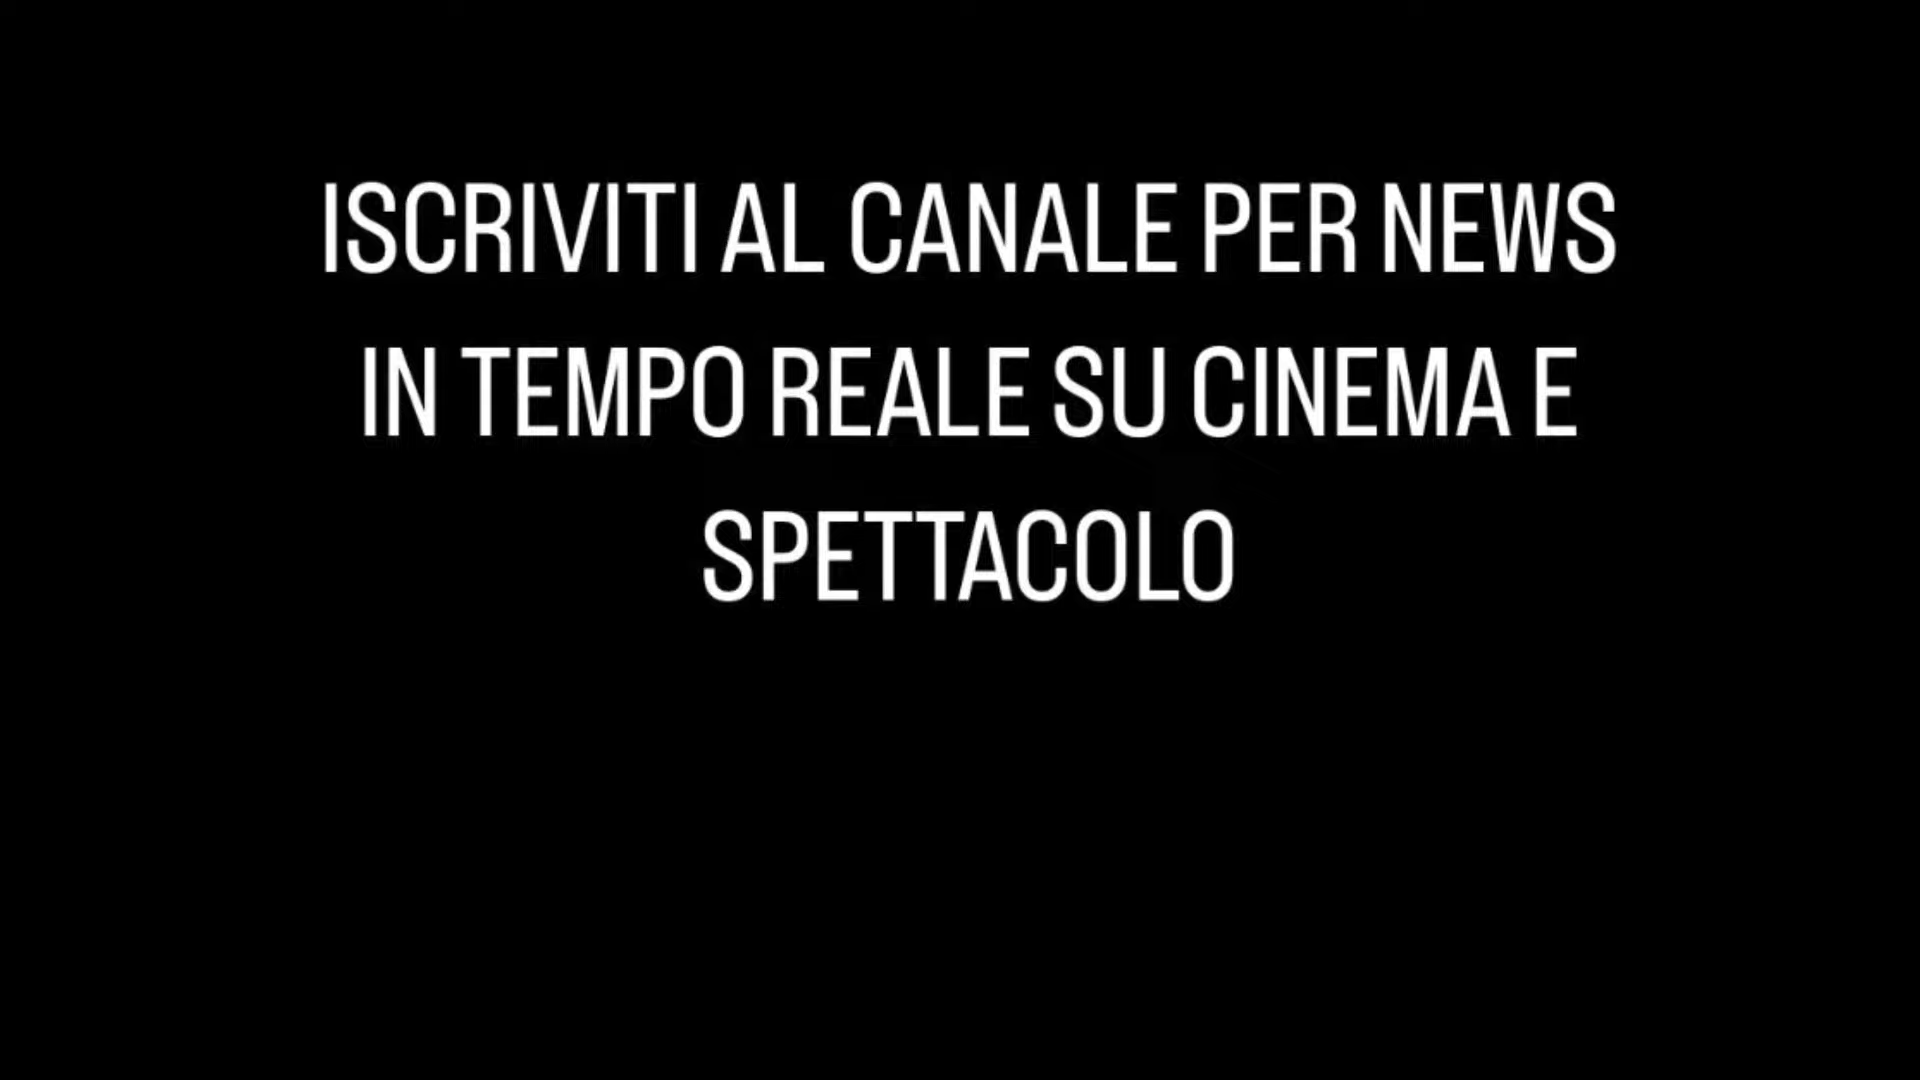 ISCRIVITI AL CANALE PER NEWS
IN TEMPO REALE SU CINEMA E
SPETTACOLO